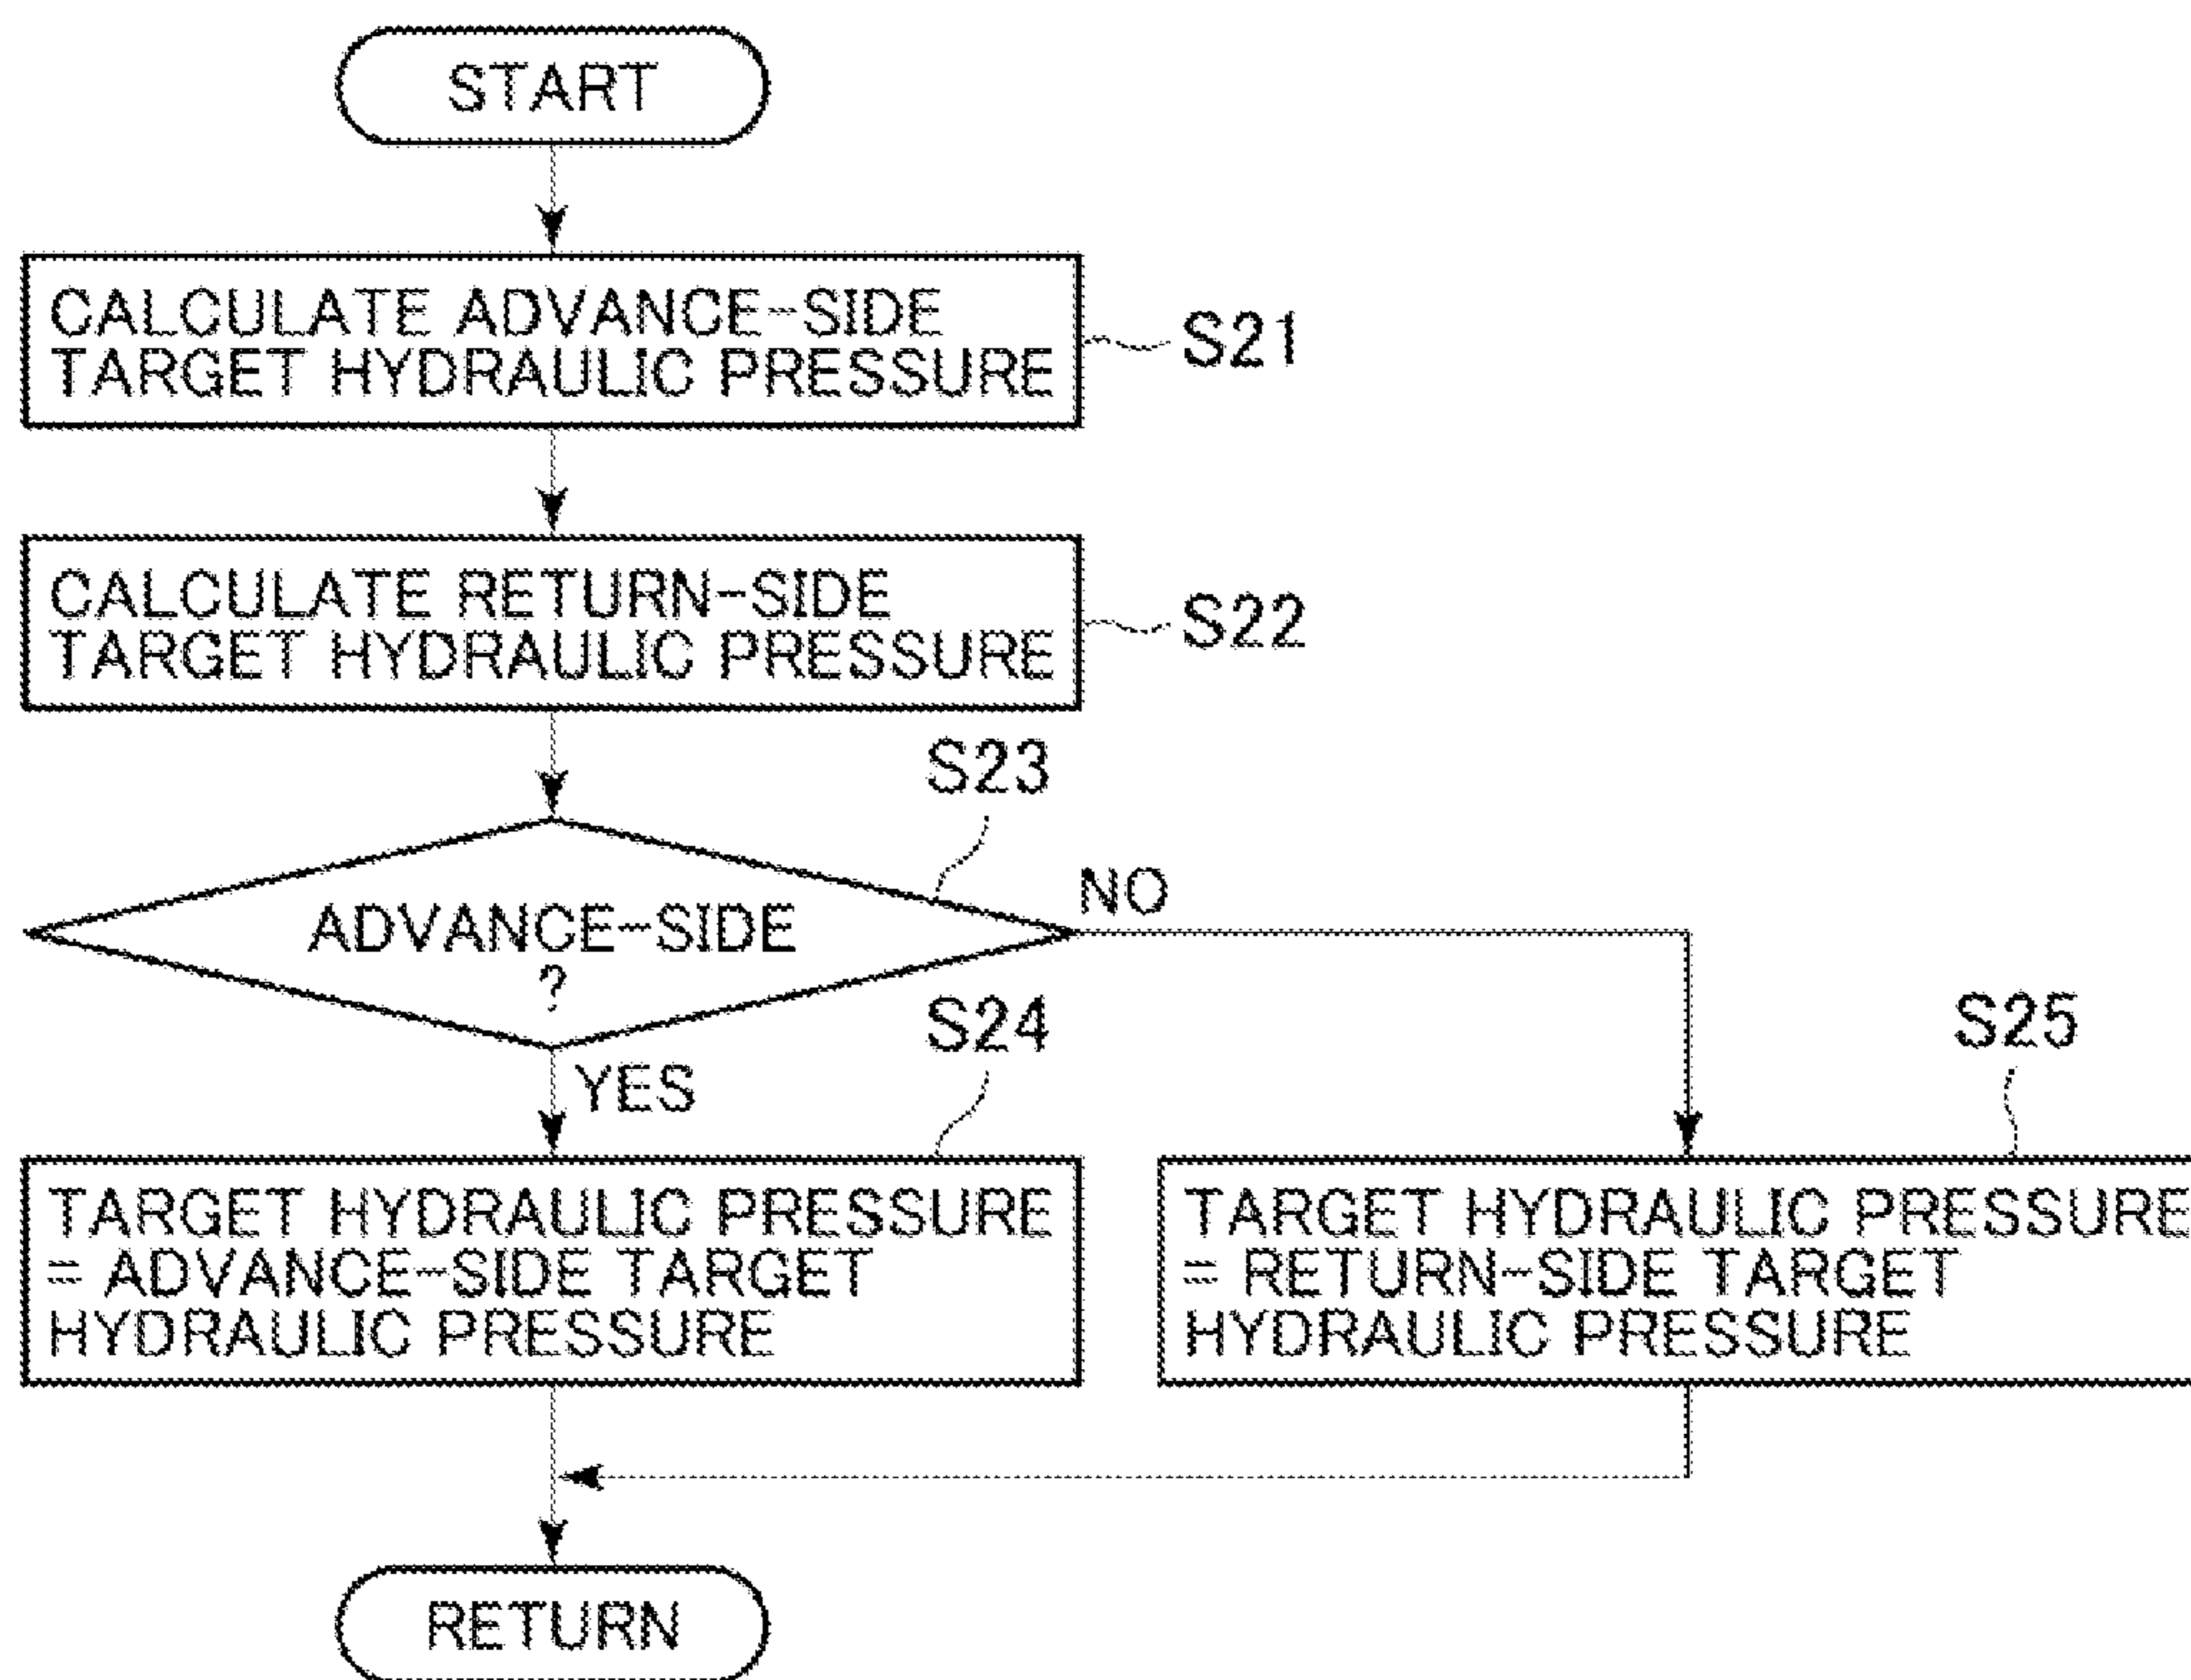 START
CALCULATE ADVANCE-SIDE
TARGET HYDRAULIC PRESSURE
S21
CALCULATE RETURN-SIDE
TARGET HYDRAULIC PRESSURE
S22
S23
ADVANCE-SIDE
?
NO
YES
S24
TARGET HYDRAULIC PRESSURE
= ADVANCE-SIDE TARGET
HYDRAULIC PRESSURE
S25
TARGET HYDRAULIC PRESSURE
= RETURN-SIDE TARGET
HYDRAULIC PRESSURE
RETURN